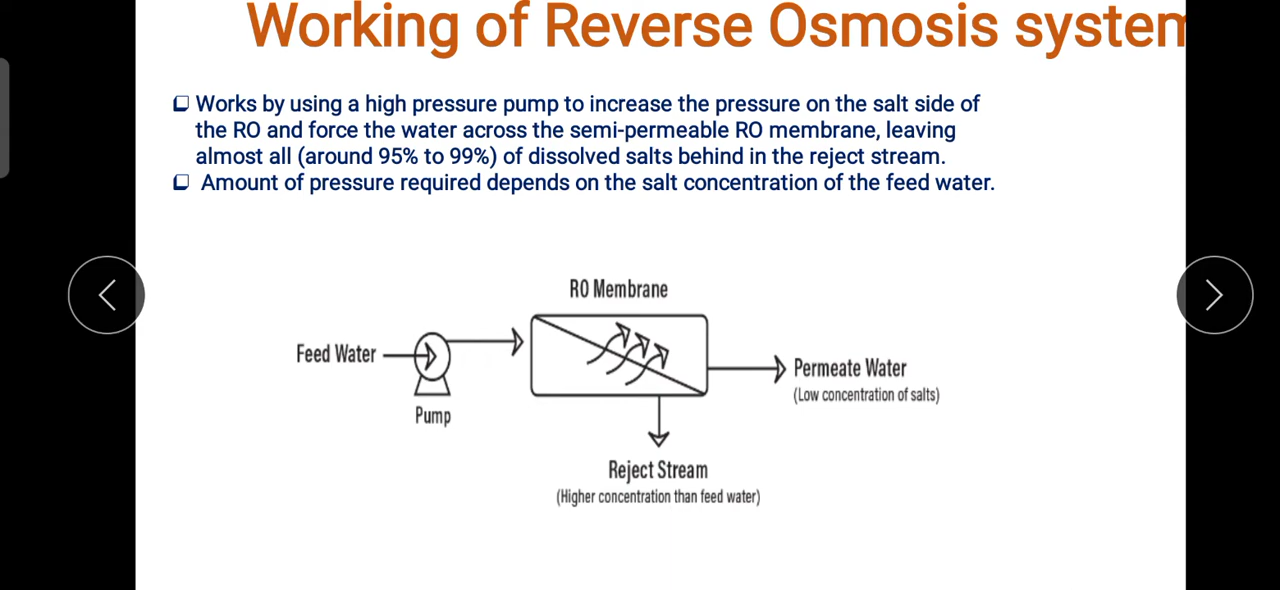 Working of Reverse Osmosis system
Works by using a high pressure pump to increase the pressure on the salt side of
the RO and force the water across the semi-permeable RO membrane, leaving
almost all (around 95% to 99%) of dissolved salts behind in the reject stream.
Amount of pressure required depends on the salt concentration of the feed water.
RO Membrane
Feed Water
Pump
Permeate Water
(Low concentration of salts)
Reject Stream
(Higher concentration than feed water)